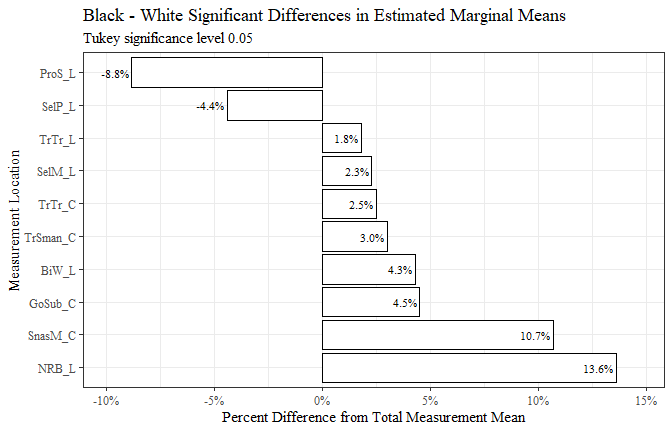 Black - White Significant Differences in Estimated Marginal Means
Tukey significance level 0.05
Measurement Location
ProS_L -8.8%
SelP_L -4.4%
TrTr_L 1.8%
SelM_L 2.3%
TrTr_C 2.5%
TrSman_C 3.0%
BiW_L 4.3%
GoSub_C 4.5%
SnasM_C 10.7%
NRB_L 13.6%
-10% -5% 0% 5% 10% 15%
Percent Difference from Total Measurement Mean